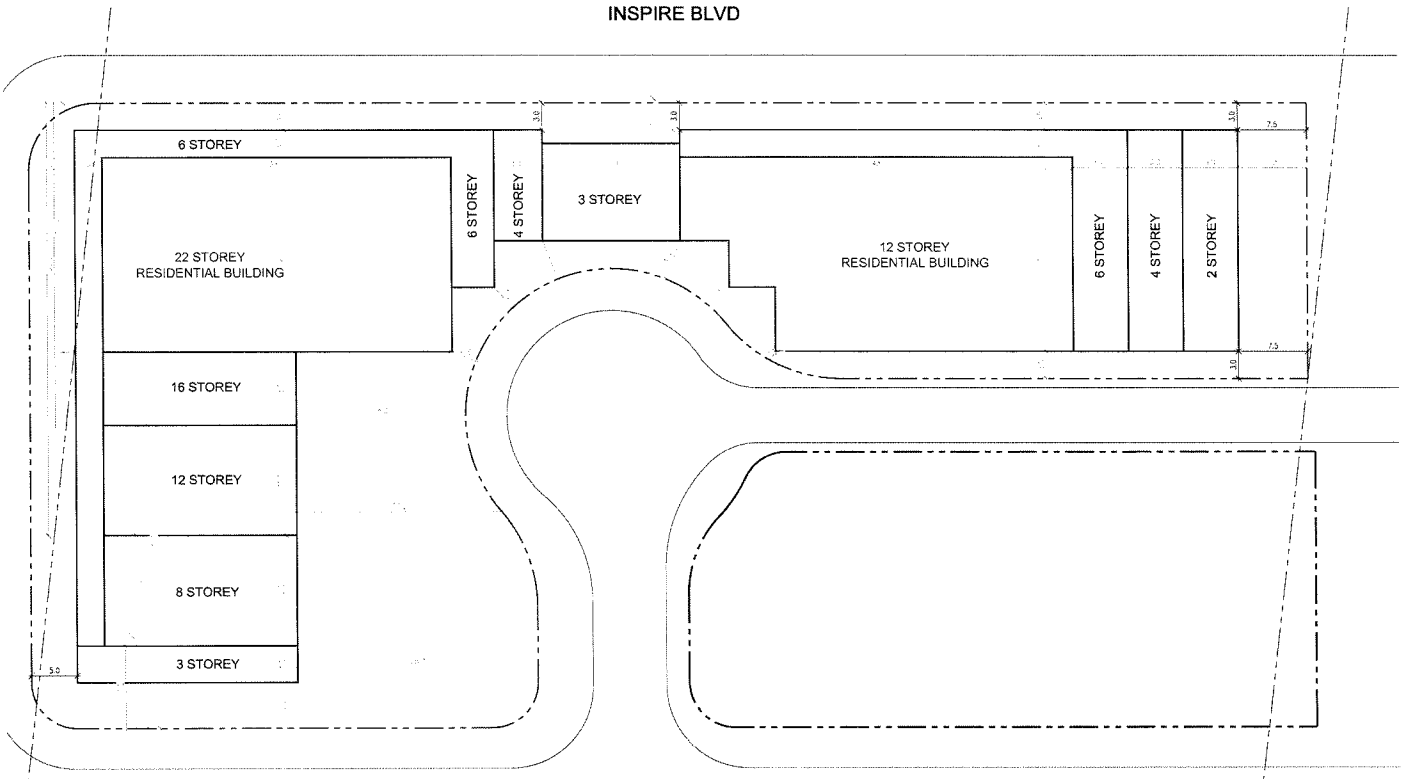 INSPIRE BLVD
3.0
3.0
3.0
7.5
6 STOREY
6 STOREY
4 STOREY
3 STOREY
22 STOREY
RESIDENTIAL BUILDING
12 STOREY
RESIDENTIAL BUILDING
6 STOREY
4 STOREY
2 STOREY
7.5
3.0
16 STOREY
12 STOREY
8 STOREY
3 STOREY
5.0